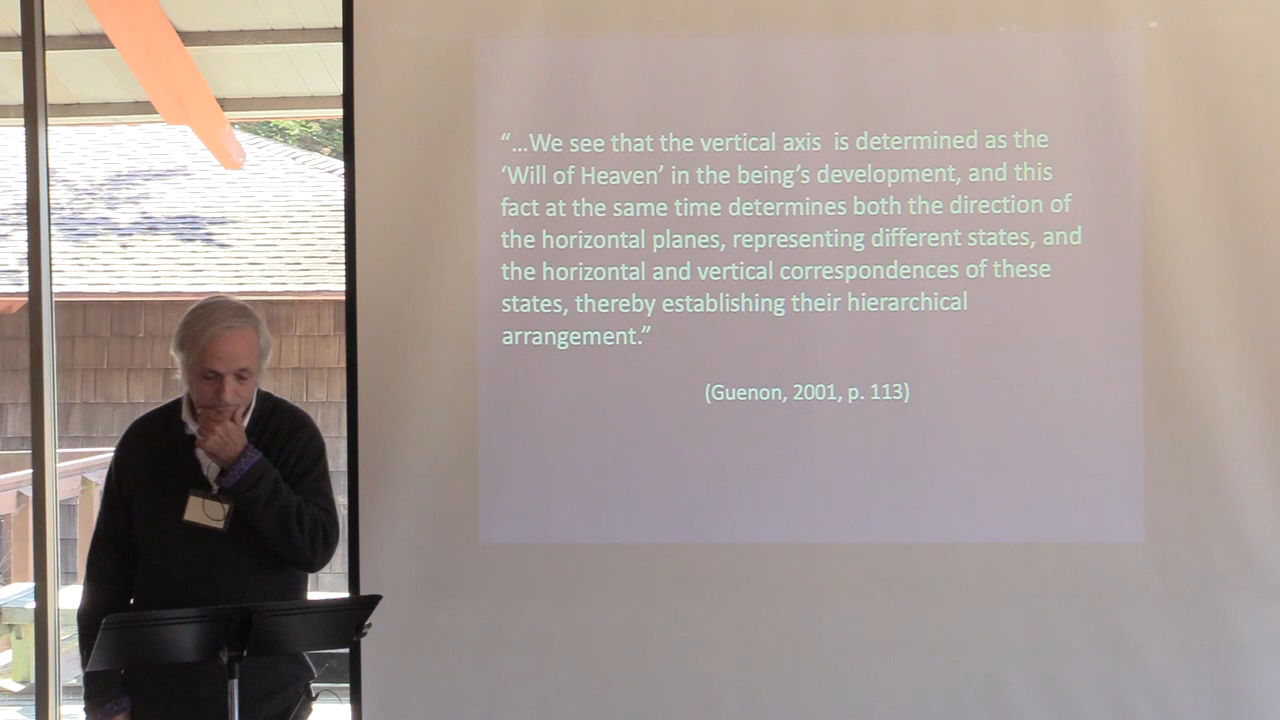 “...We see that the vertical axis  is determined as the
‘Will of Heaven’ in the being’s development, and this
fact at the same time determines both the direction of
the horizontal planes, representing different states, and
the horizontal and vertical correspondences of these
states, thereby establishing their hierarchical
arrangement.”
(Guenon, 2001, p. 113)